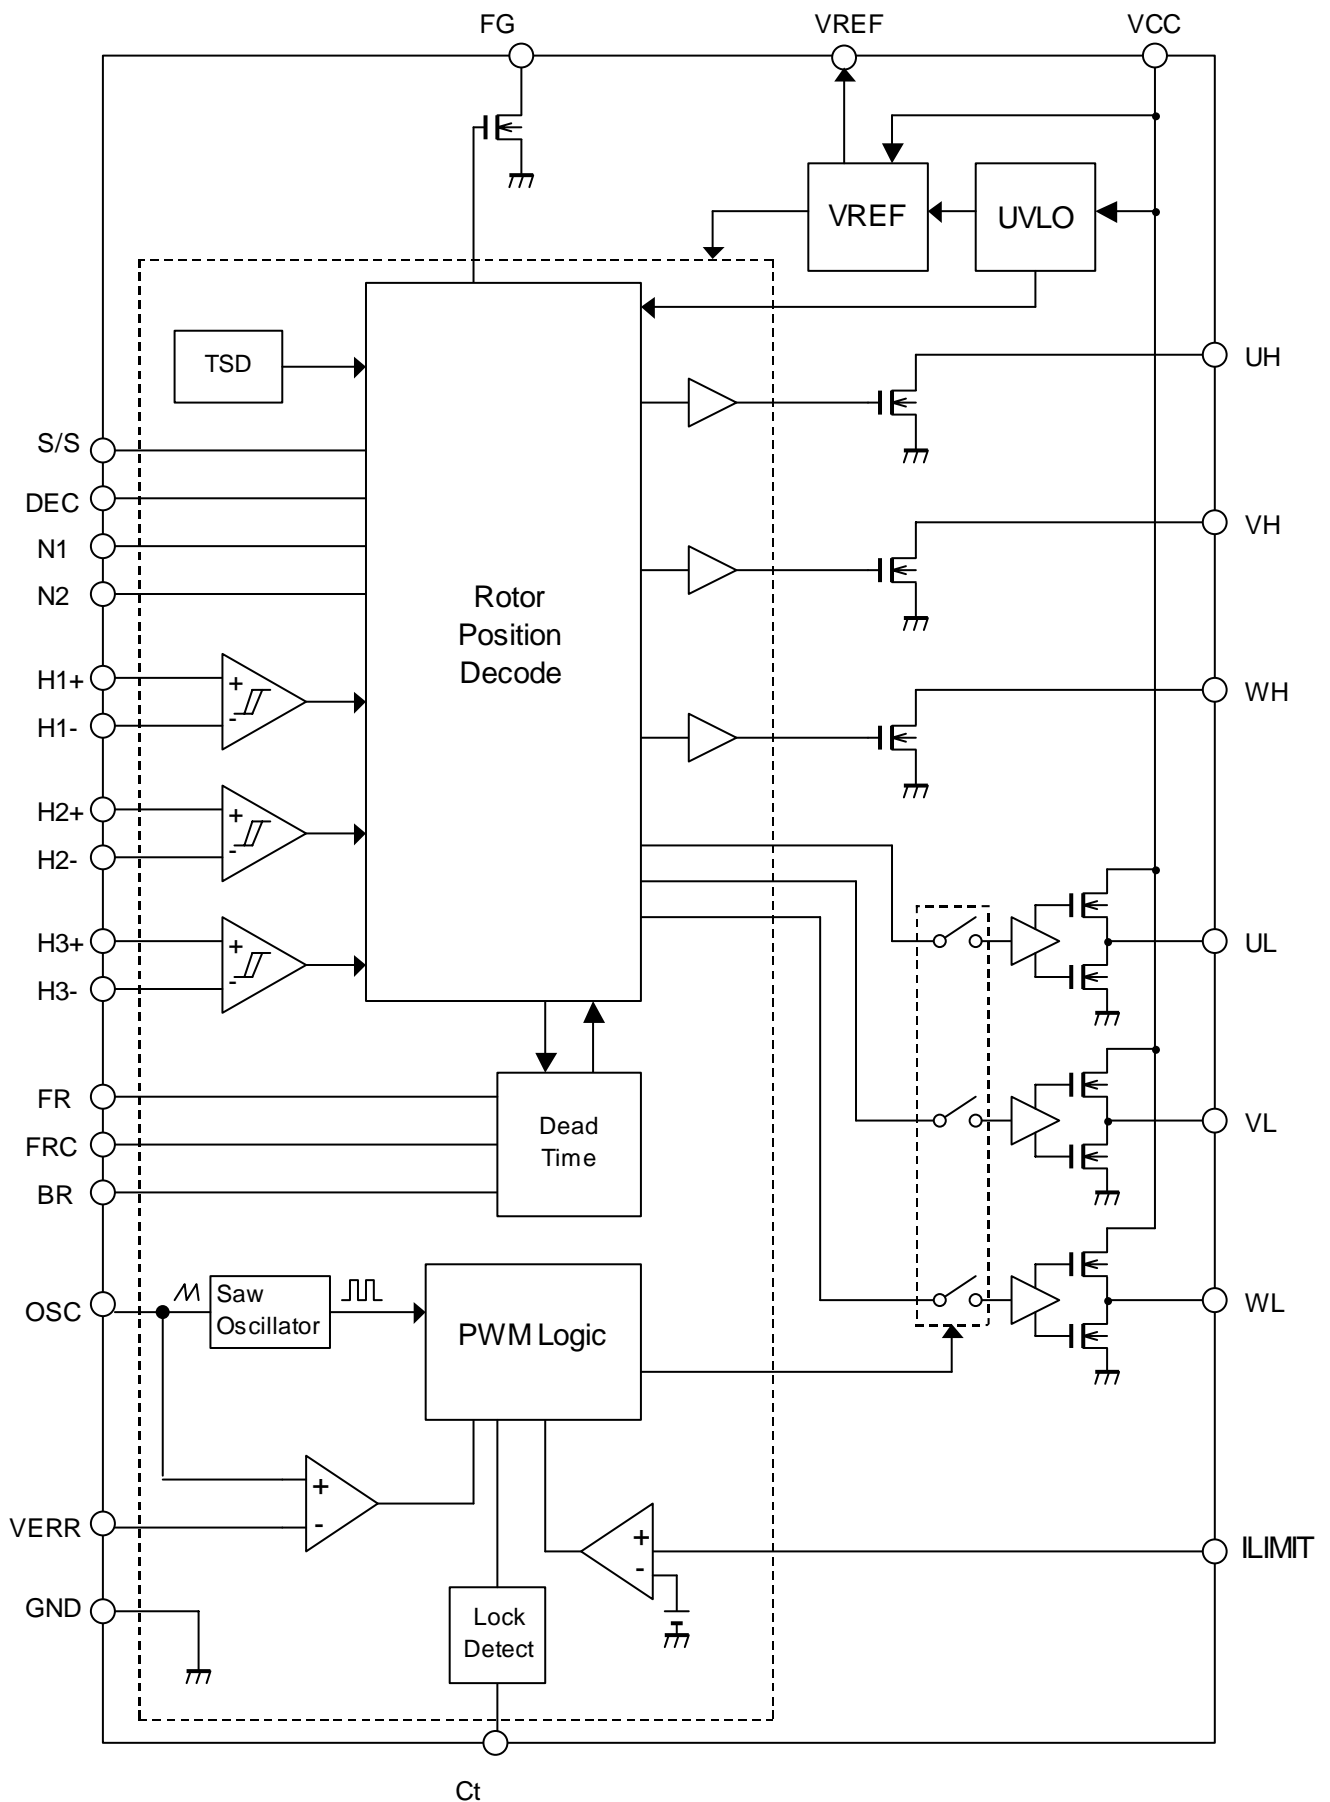 FG
VREF
VCC
VREF
UVLO
TSD
UH
S/S
DEC
N1
N2
VH
Rotor
Position
Decode
H1+
H1-
+
-
WH
H2+
H2-
+
-
H3+
H3-
+
-
UL
FR
FRC
BR
Dead
Time
VL
OSC
Saw
Oscillator
PWM Logic
WL
VERR
+
-
+
-
ILIMIT
GND
Lock
Detect
Ct